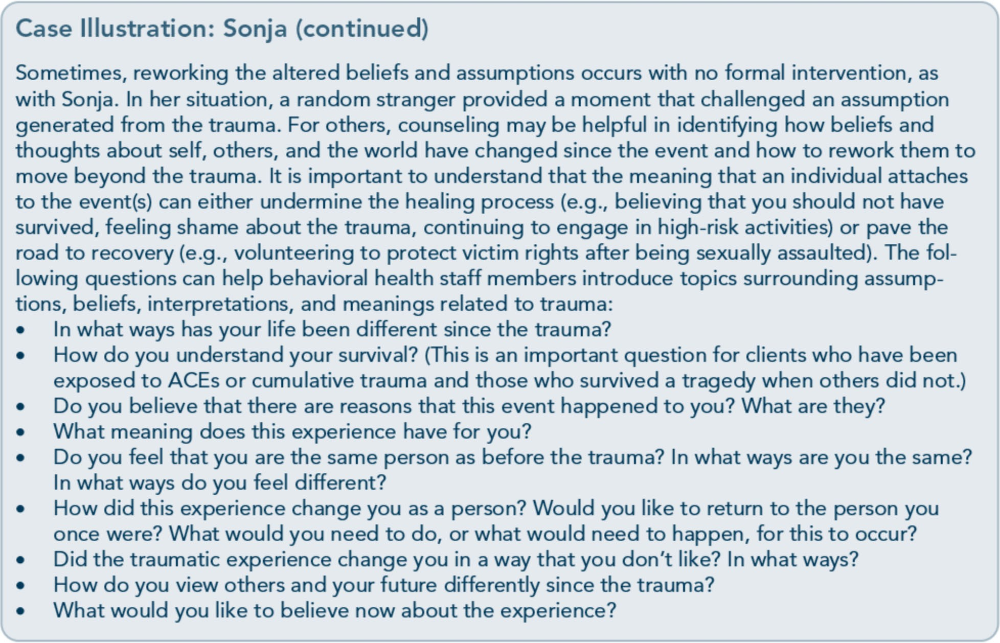 Case Illustration: Sonja (continued)
Sometimes, reworking the altered beliefs and assumptions occurs with no formal intervention, as
with Sonja. In her situation, a random stranger provided a moment that challenged an assumption
generated from the trauma. For others, counseling may be helpful in identifying how beliefs and
thoughts about self, others, and the world have changed since the event and how to rework them to
move beyond the trauma. It is important to understand that the meaning that an individual attaches
to the event(s) can either undermine the healing process (e.g., believing that you should not have
survived, feeling shame about the trauma, continuing to engage in high-risk activities) or pave the
road to recovery (e.g., volunteering to protect victim rights after being sexually assaulted). The fol-
lowing questions can help behavioral health staff members introduce topics surrounding assump-
tions, beliefs, interpretations, and meanings related to trauma:
• In what ways has your life been different since the trauma?
• How do you understand your survival? (This is an important question for clients who have been
exposed to ACEs or cumulative trauma and those who survived a tragedy when others did not.)
• Do you believe that there are reasons that this event happened to you? What are they?
• What meaning does this experience have for you?
• Do you feel that you are the same person as before the trauma? In what ways are you the same?
In what ways do you feel different?
• How did this experience change you as a person? Would you like to return to the person you
once were? What would you need to do, or what would need to happen, for this to occur?
• Did the traumatic experience change you in a way that you don’t like? In what ways?
• How do you view others and your future differently since the trauma?
• What would you like to believe now about the experience?